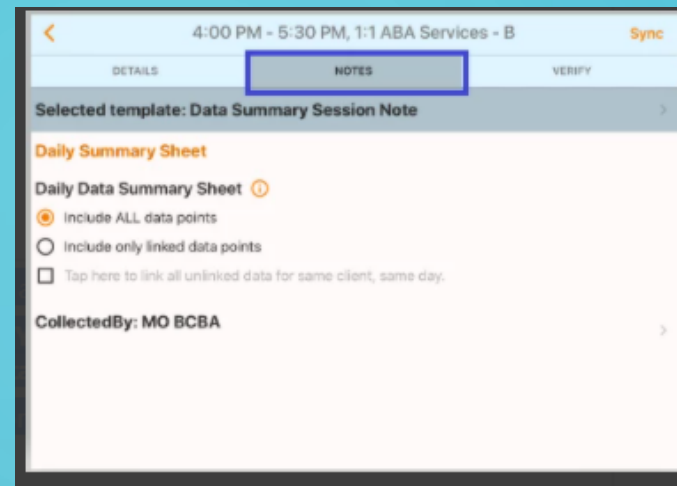 4:00 PM - 5:30 PM, 1:1 ABA Services - B Sync
DETAILS NOTES VERIFY
Selected template: Data Summary Session Note
Daily Summary Sheet
Daily Data Summary Sheet
Include ALL data points
Include only linked data points
Tap here to link all unlinked data for same client, same day.
CollectedBy: MO BCBA